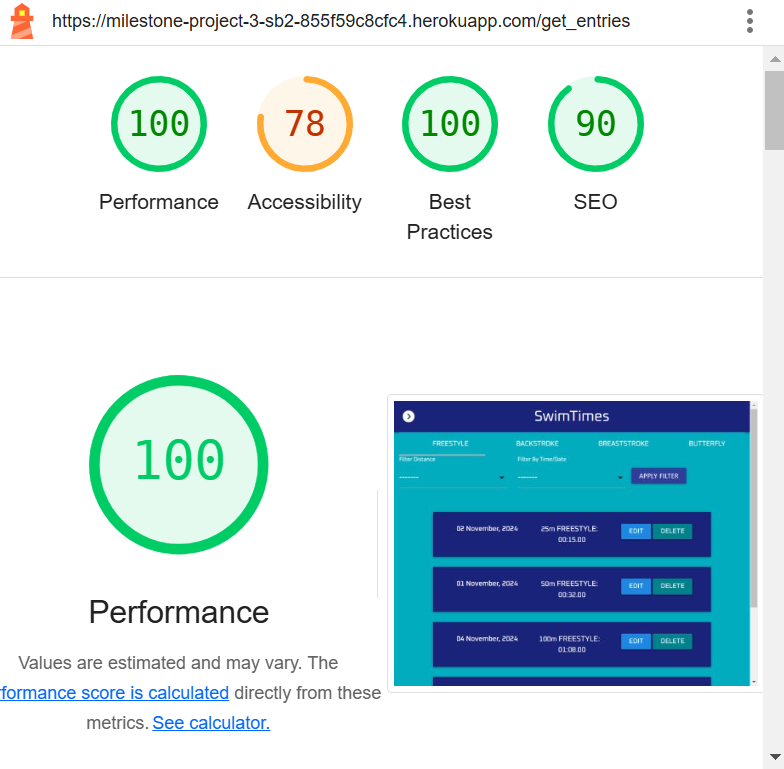 https://milestone-project-3-sb2-855f59c8cfc4.herokuapp.com/get_entries
100 78 100 90
Performance Accessibility Best Practices SEO
100
Performance
Values are estimated and may vary. The
rformance score is calculated directly from these
metrics. See calculator.
SwimTimes
FREESTYLE BACKSTROKE BREASTSTROKE BUTTERFLY
Filter Distance Filter By Time/Date
APPLY FILTER
02 November, 2024 25m FREESTYLE: EDIT DELETE
00:15.00
01 November, 2024 50m FREESTYLE: EDIT DELETE
00:32.00
04 November, 2024 100m FREESTYLE: EDIT DELETE
01:08.00